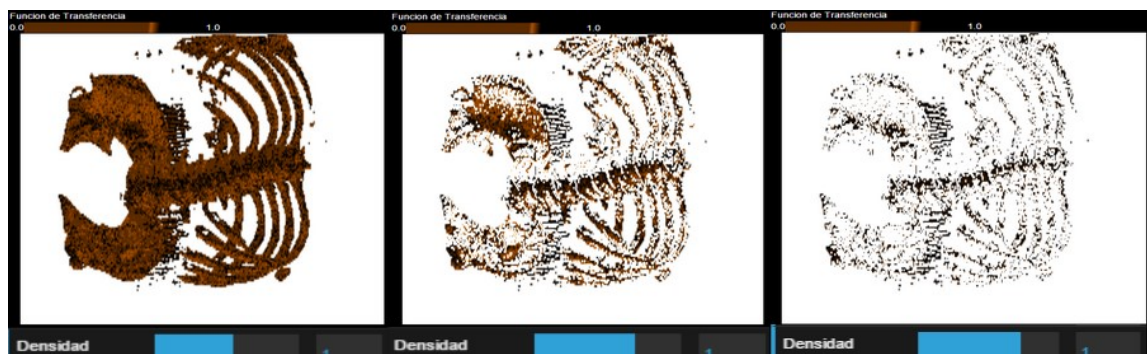 Funcion de Transferencia
0.0 1.0
Densidad
Funcion de Transferencia
0.0 1.0
Densidad
Funcion de Transferencia
0.0 1.0
Densidad